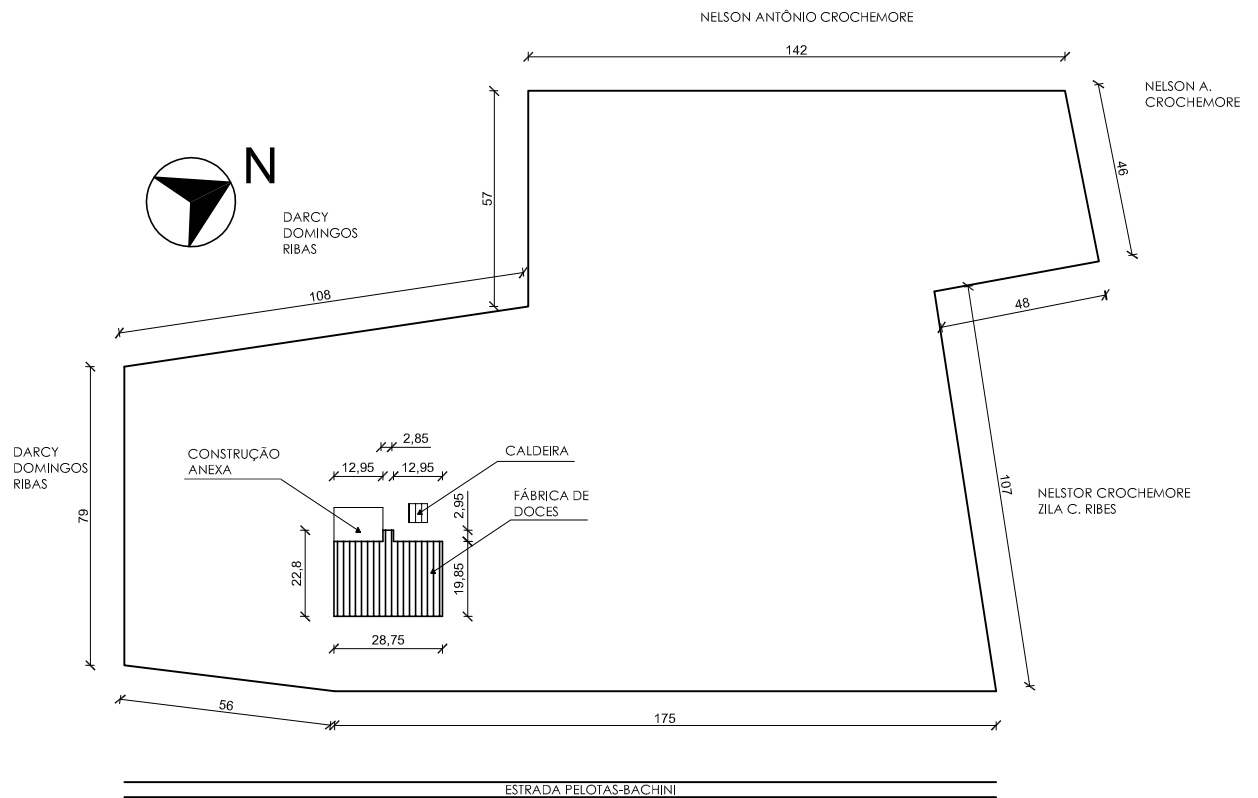 NELSON ANTÔNIO CROCHEMORE
142
NELSON A.
CROCHEMORE
N
46
57
DARCY
DOMINGOS
RIBAS
108
48
DARCY
DOMINGOS
RIBAS
CONSTRUÇÃO
ANEXA
2,85
12,95
12,95
CALDEIRA
FÁBRICA DE
DOCES
2,95
107
NELSTOR CROCHEMORE
ZILA C. RIBES
79
22,8
19,85
28,75
56
175
ESTRADA PELOTAS-BACHINI